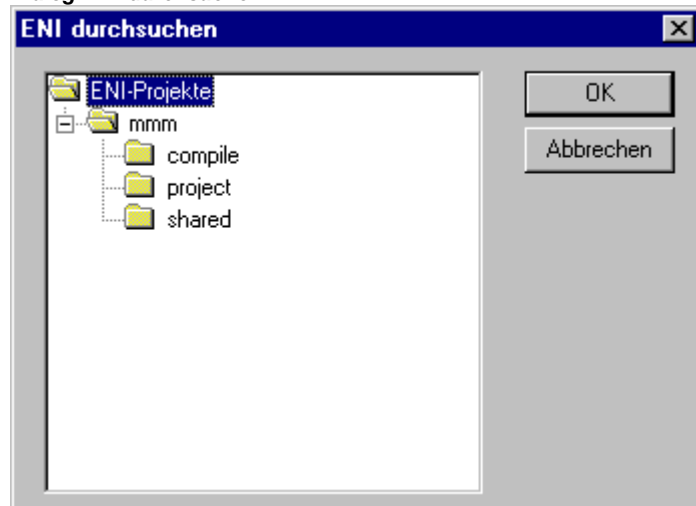 ENI durchsuchen
ENI-Projekte
mmm
compile
project
shared
OK
Abbrechen